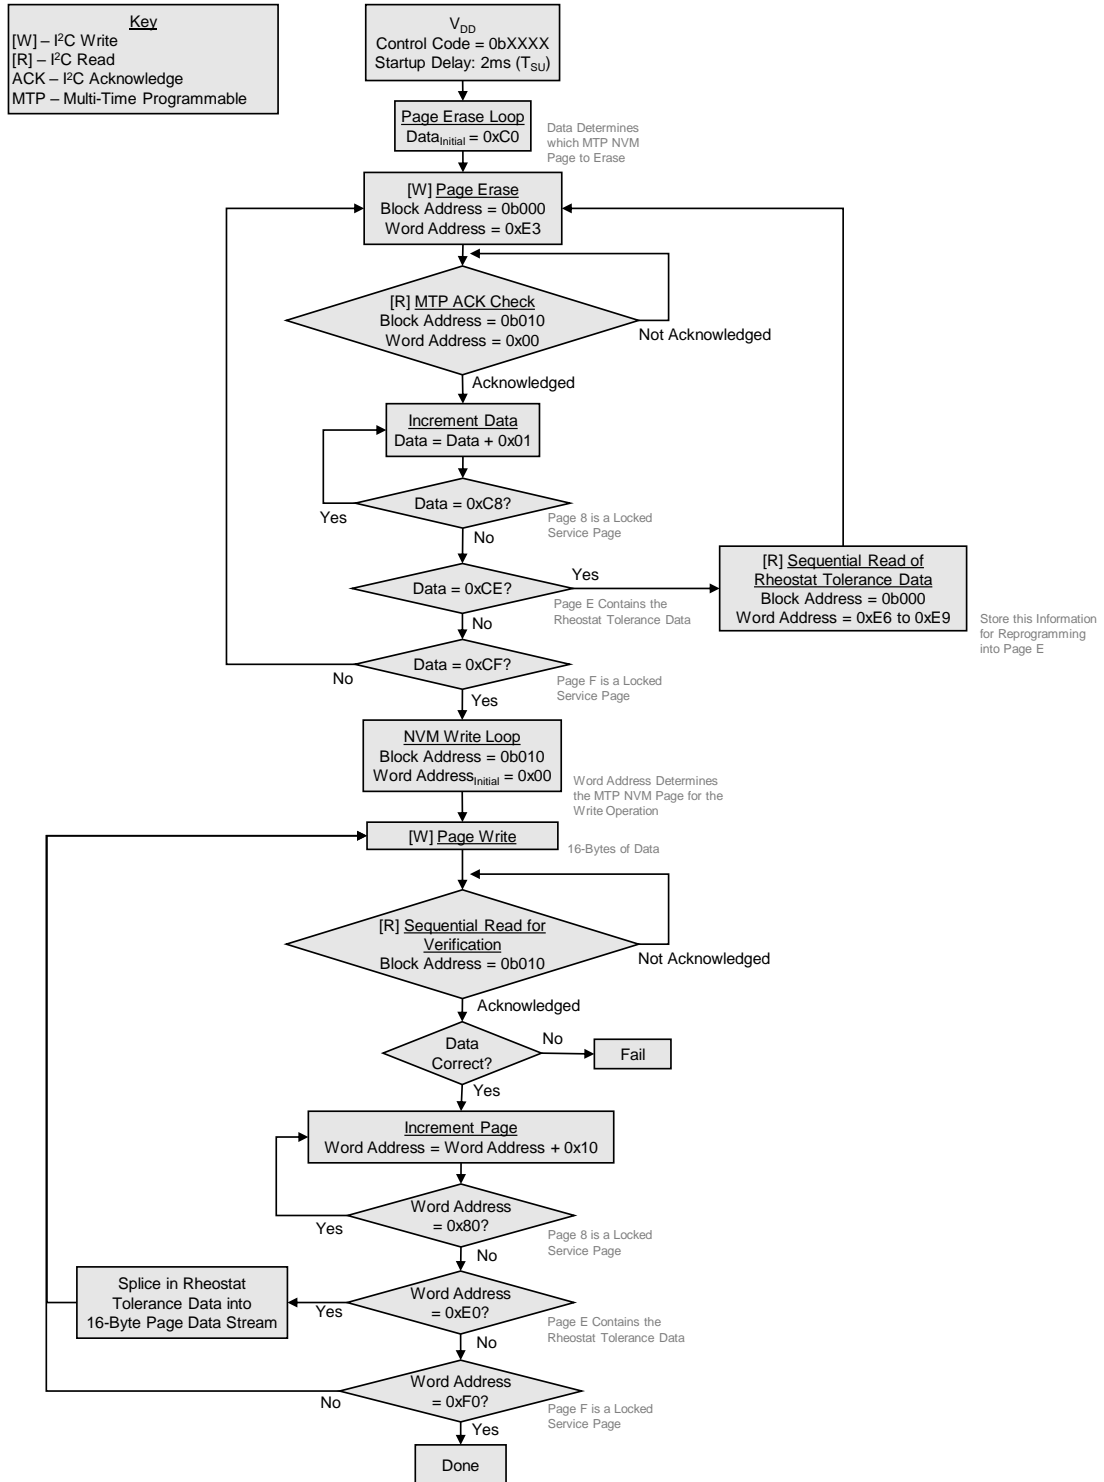 Key
[W] – I²C Write
[R] – I²C Read
ACK – I²C Acknowledge
MTP – Multi-Time Programmable
VDD
Control Code = 0bXXXX
Startup Delay: 2ms (TSU)
Page Erase Loop
DataInitial = 0xC0
Data Determines
which MTP NVM
Page to Erase
[W] Page Erase
Block Address = 0b000
Word Address = 0xE3
[R] MTP ACK Check
Block Address = 0b010
Word Address = 0x00
Not Acknowledged
Acknowledged
Increment Data
Data = Data + 0x01
Data = 0xC8?
Yes
Page 8 is a Locked
Service Page
No
Data = 0xCE?
Yes
Page E Contains the
Rheostat Tolerance Data
[R] Sequential Read of
Rheostat Tolerance Data
Block Address = 0b000
Word Address = 0xE6 to 0xE9
Store this Information
for Reprogramming
into Page E
No
Data = 0xCF?
No
Page F is a Locked
Service Page
Yes
NVM Write Loop
Block Address = 0b010
Word AddressInitial = 0x00
Word Address Determines
the MTP NVM Page for the
Write Operation
[W] Page Write
16-Bytes of Data
[R] Sequential Read for
Verification
Block Address = 0b010
Not Acknowledged
Acknowledged
Data
Correct?
No
Fail
Yes
Increment Page
Word Address = Word Address + 0x10
Word Address
= 0x80?
Yes
Page 8 is a Locked
Service Page
No
Splice in Rheostat
Tolerance Data into
16-Byte Page Data Stream
Yes
Word Address
= 0xE0?
Page E Contains the
Rheostat Tolerance Data
No
Word Address
= 0xF0?
No
Page F is a Locked
Service Page
Yes
Done